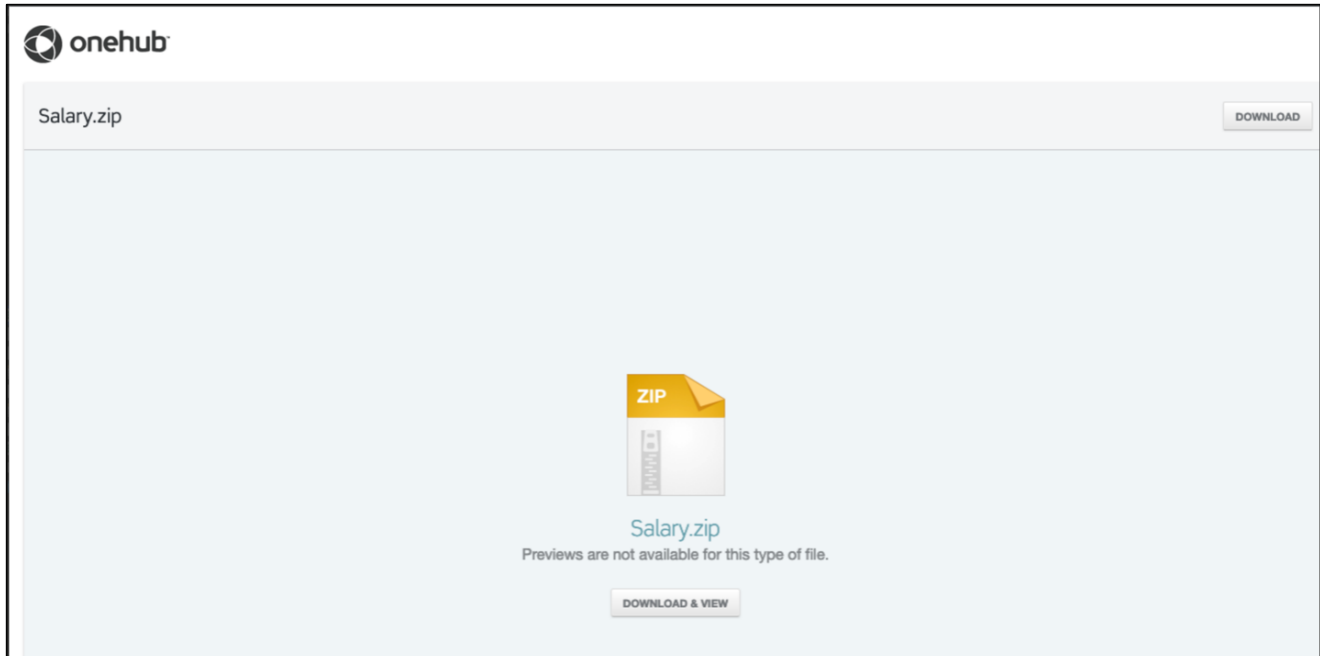 onehub
Salary.zip
DOWNLOAD
ZIP
Salary.zip
Previews are not available for this type of file.
DOWNLOAD & VIEW